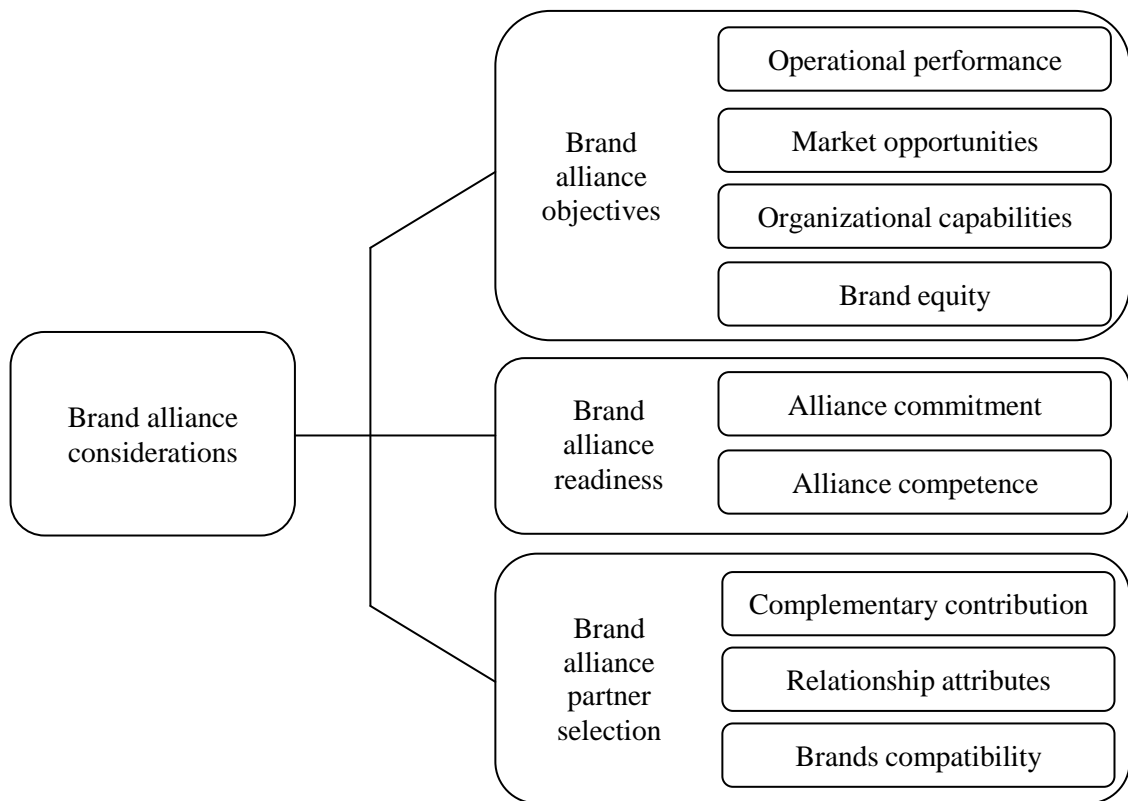 Brand alliance
considerations
Brand
alliance
objectives
Operational performance
Market opportunities
Organizational capabilities
Brand equity
Brand
alliance
readiness
Alliance commitment
Alliance competence
Brand
alliance
partner
selection
Complementary contribution
Relationship attributes
Brands compatibility